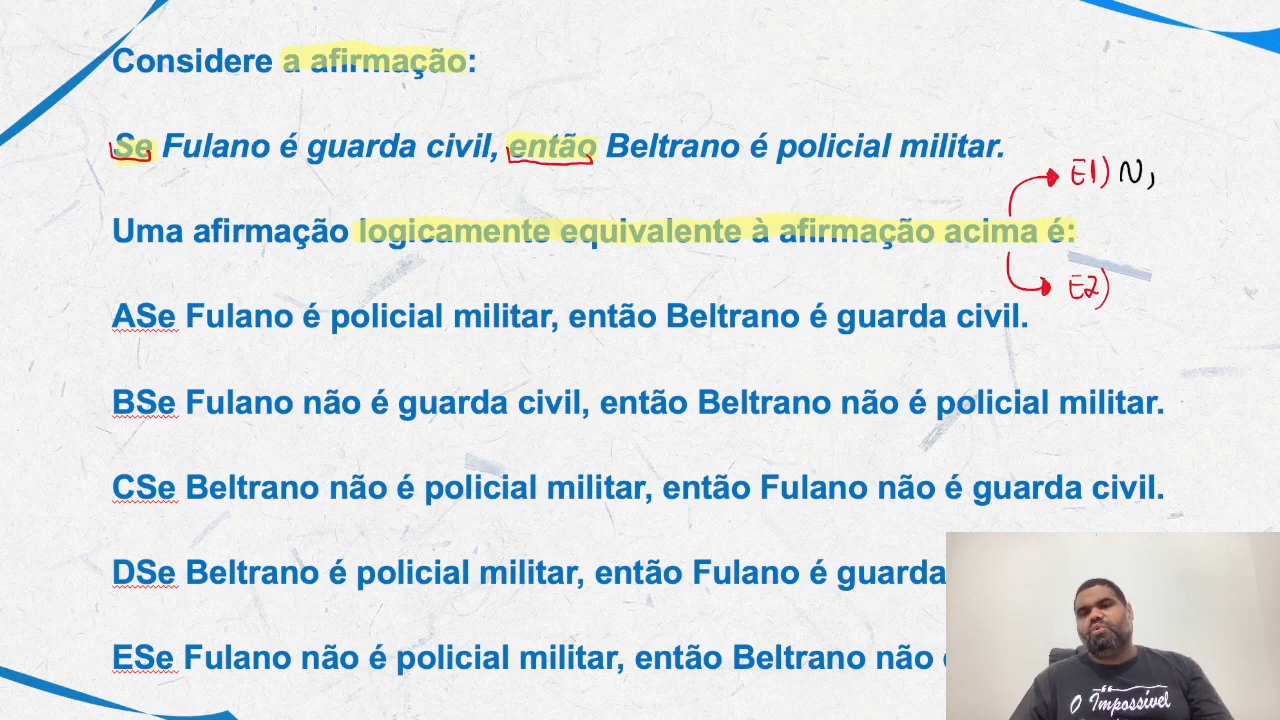 Considere a afirmação:
Se Fulano é guarda civil, então Beltrano é policial militar.
E1) N,
Uma afirmação logicamente equivalente à afirmação acima é:
E2)
ASe Fulano é policial militar, então Beltrano é guarda civil.
BSe Fulano não é guarda civil, então Beltrano não é policial militar.
CSe Beltrano não é policial militar, então Fulano não é guarda civil.
DSe Beltrano é policial militar, então Fulano é guarda
ESe Fulano não é policial militar, então Beltrano não
O Impossível